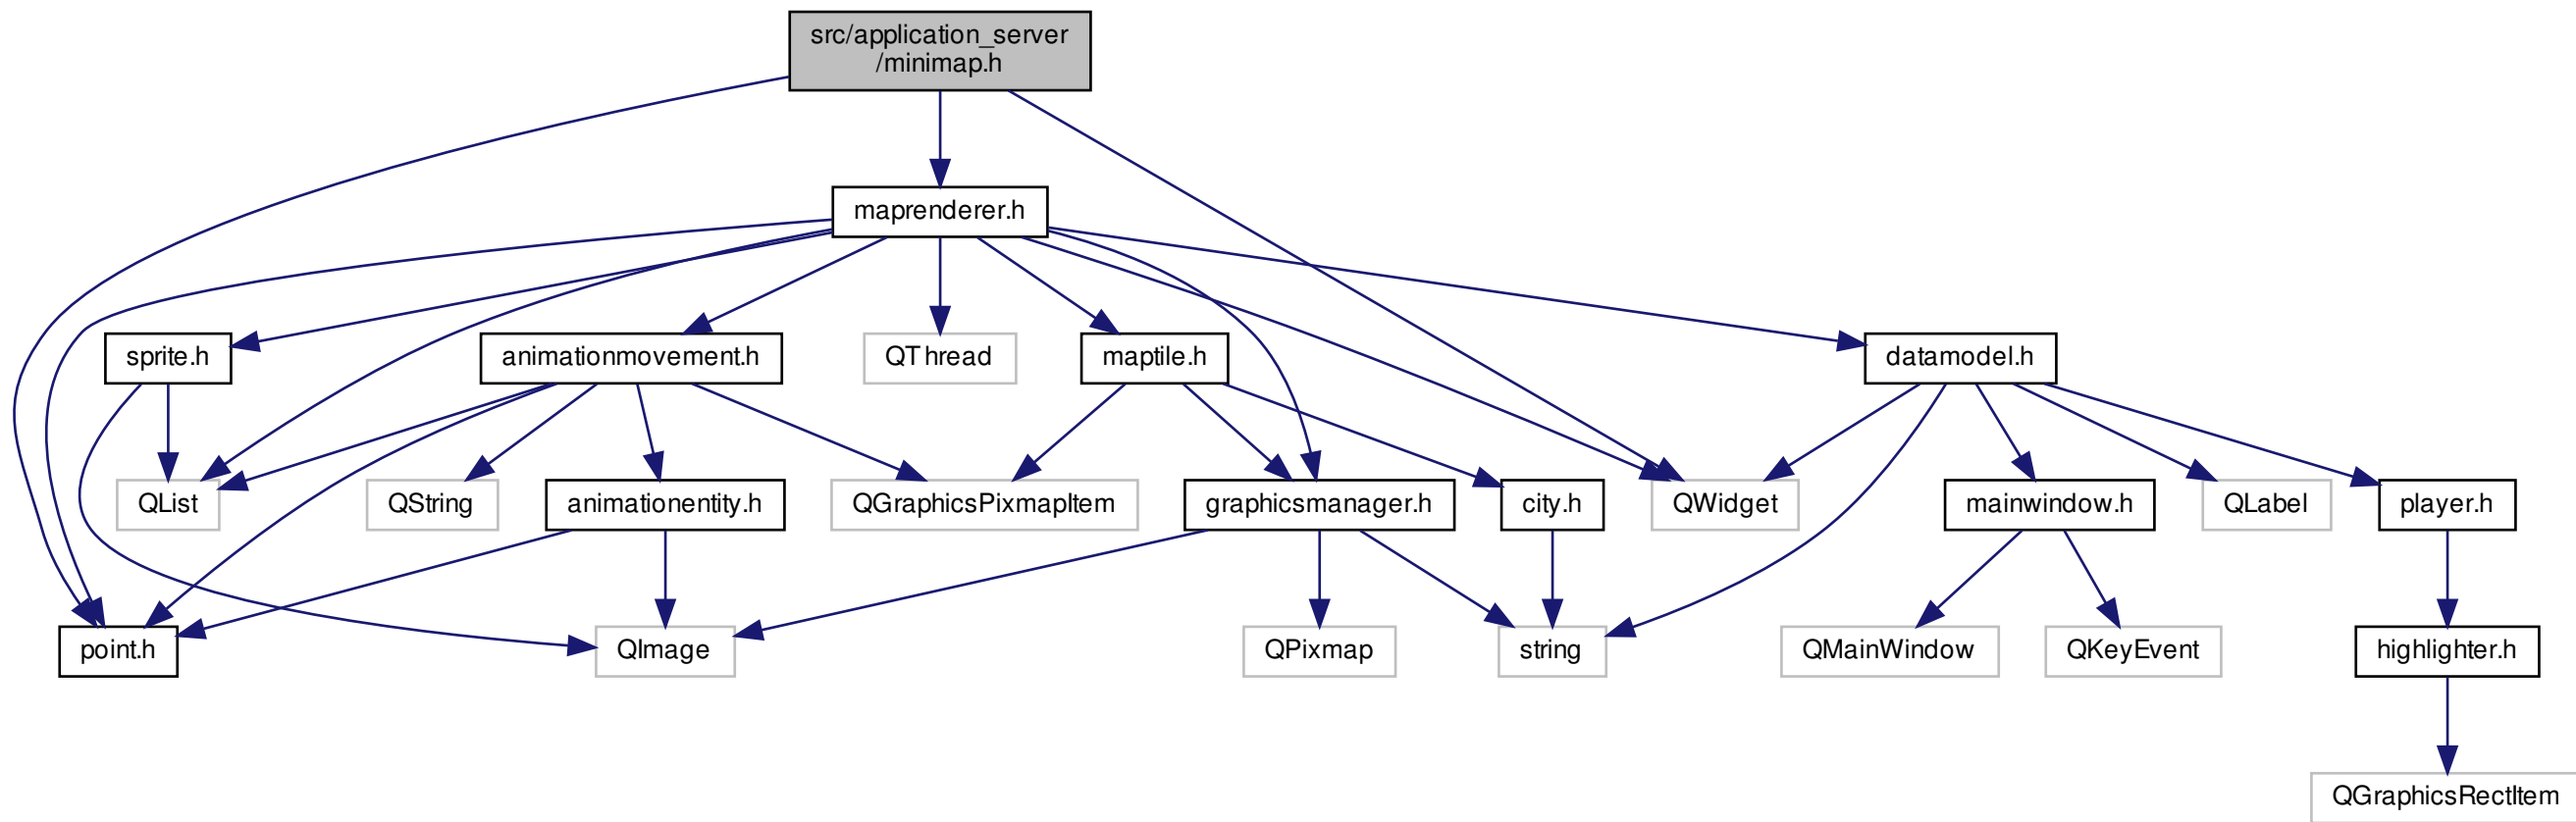 src/application_server
/minimap.h
maprenderer.h
sprite.h
animationmovement.h
QThread
maptile.h
datamodel.h
QList
QString
animationentity.h
QGraphicsPixmapItem
graphicsmanager.h
city.h
QWidget
mainwindow.h
QLabel
player.h
point.h
QImage
QPixmap
string
QMainWindow
QKeyEvent
highlighter.h
QGraphicsRectItem